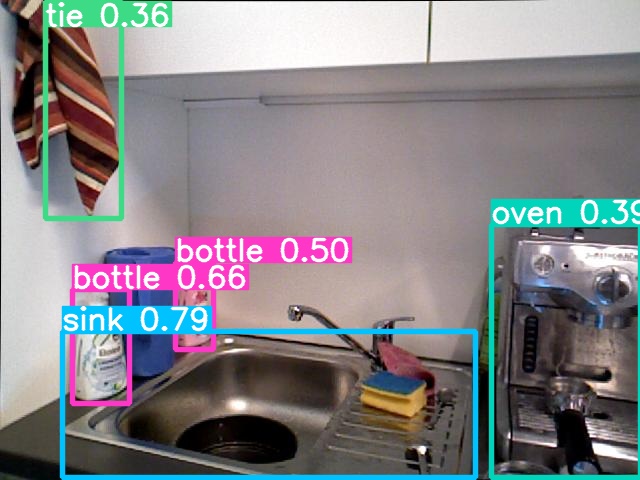 tie 0.36
oven 0.39
bottle 0.50
bottle 0.66
sink 0.79